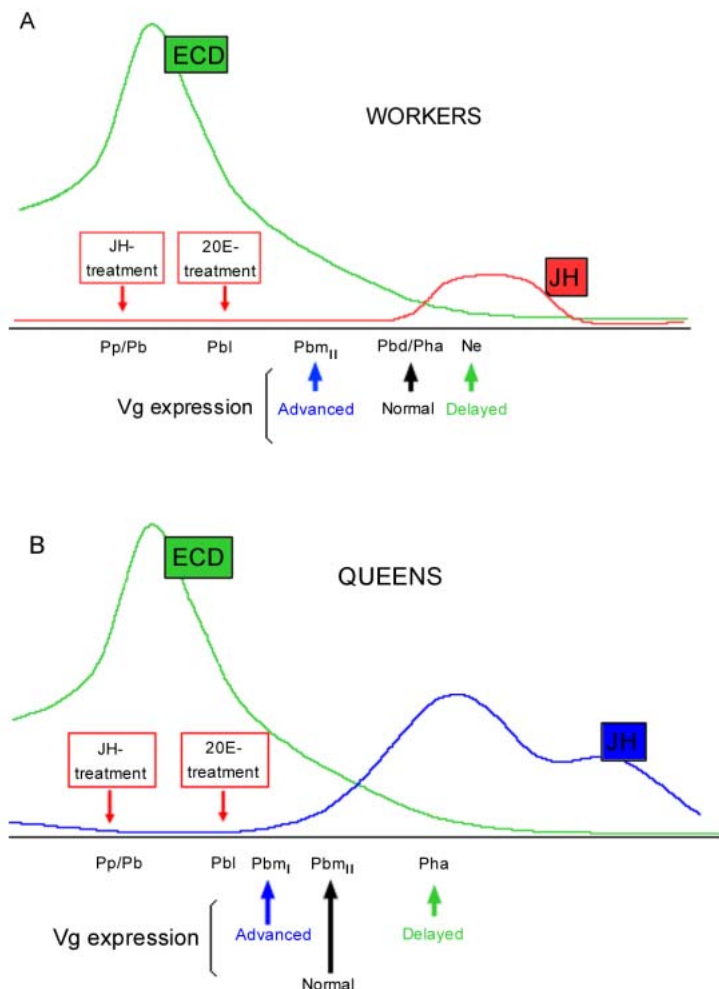 A
ECD
WORKERS
JH-
treatment
20E-
treatment
JH
Pp/Pb Pbl PbmII Pbd/Pha Ne
Vg expression
Advanced Normal Delayed
B
ECD
QUEENS
JH
JH-
treatment
20E-
treatment
Pp/Pb Pbl PbmI PbmII Pha
Vg expression
Advanced Delayed
Normal